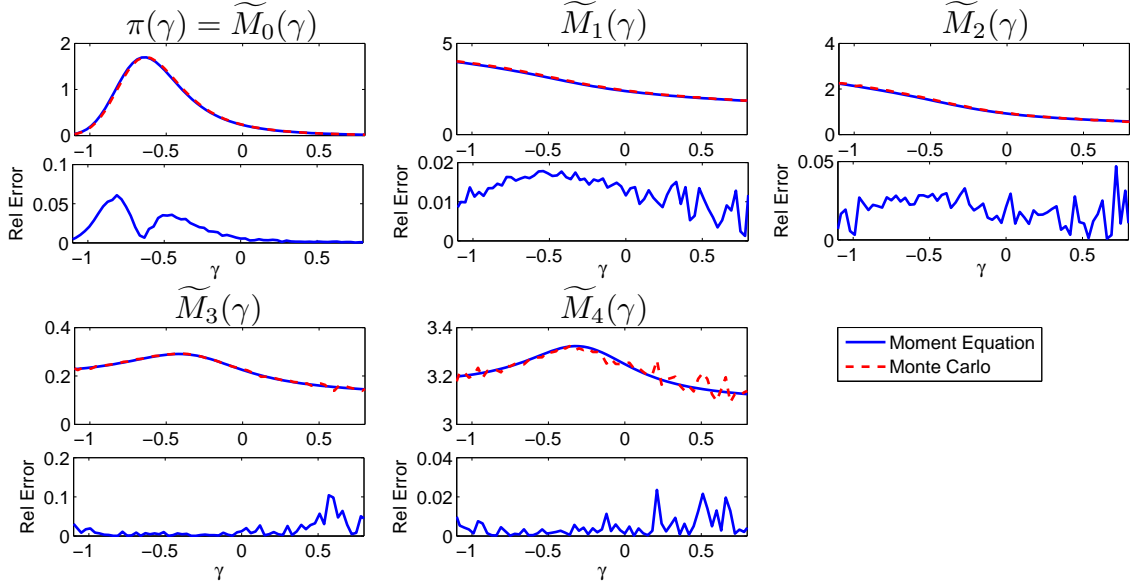 π(γ) = M̃₀(γ)
2
1
0
−1 −0.5 0 0.5
0.1
0.05
0
Rel Error
−1 −0.5 0 0.5
γ
M̃₁(γ)
5
0
−1 −0.5 0 0.5
0.02
0.01
0
Rel Error
−1 −0.5 0 0.5
γ
M̃₂(γ)
4
2
0
−1 −0.5 0 0.5
0.05
0
Rel Error
−1 −0.5 0 0.5
γ
M̃₃(γ)
0.4
0.2
0
−1 −0.5 0 0.5
0.2
0.1
0
Rel Error
−1 −0.5 0 0.5
γ
M̃₄(γ)
3.4
3.2
3
−1 −0.5 0 0.5
0.04
0.02
0
Rel Error
−1 −0.5 0 0.5
γ
Moment Equation
Monte Carlo